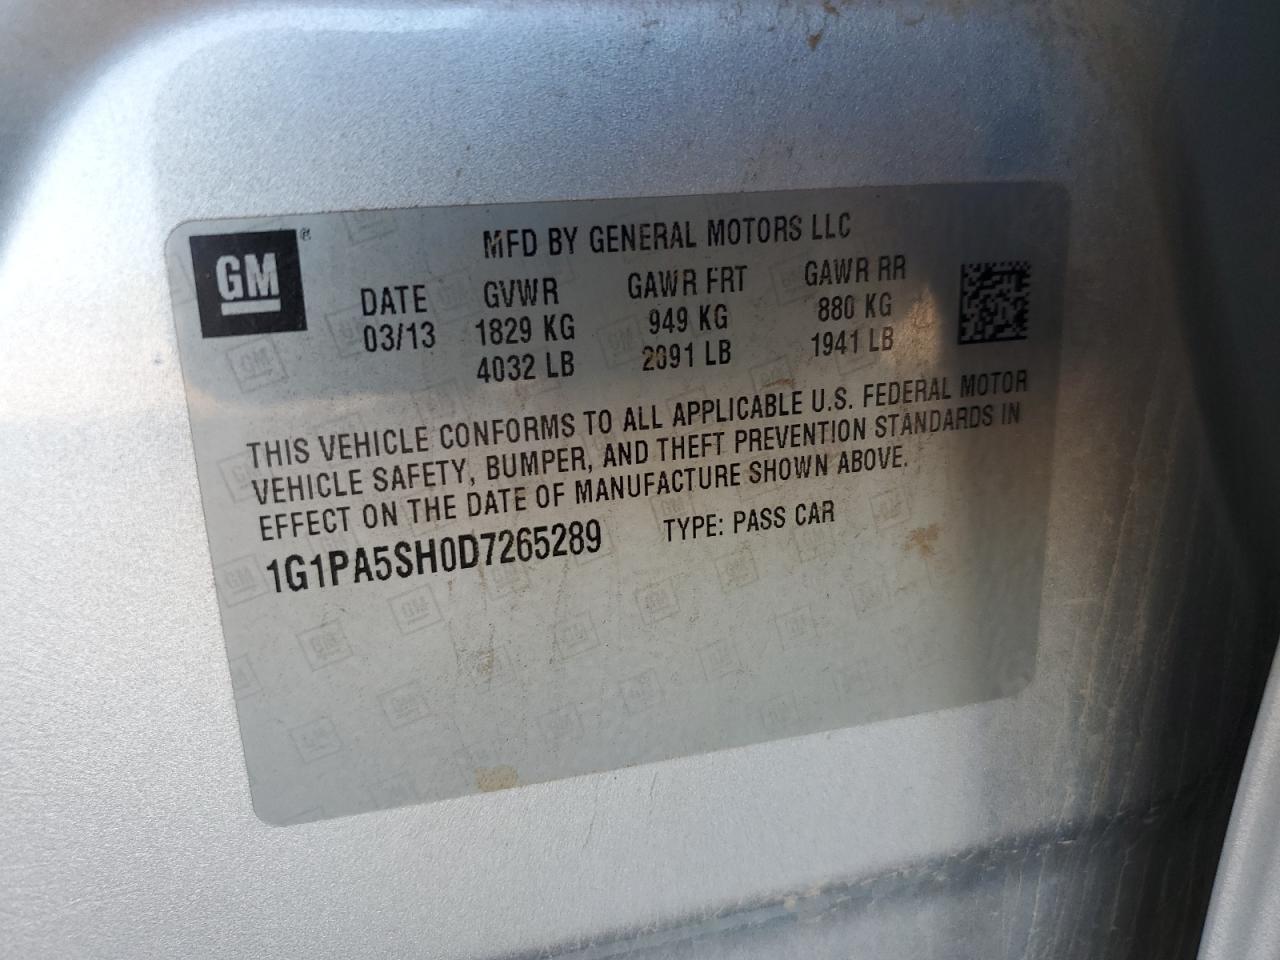 GM ®
MFD BY GENERAL MOTORS LLC
DATE GVWR GAWR FRT GAWR RR
03/13 1829 KG 949 KG 880 KG
4032 LB 2091 LB 1941 LB
THIS VEHICLE CONFORMS TO ALL APPLICABLE U.S. FEDERAL MOTOR
VEHICLE SAFETY, BUMPER, AND THEFT PREVENTION STANDARDS IN
EFFECT ON THE DATE OF MANUFACTURE SHOWN ABOVE.
1G1PA5SH0D7265289 TYPE: PASS CAR